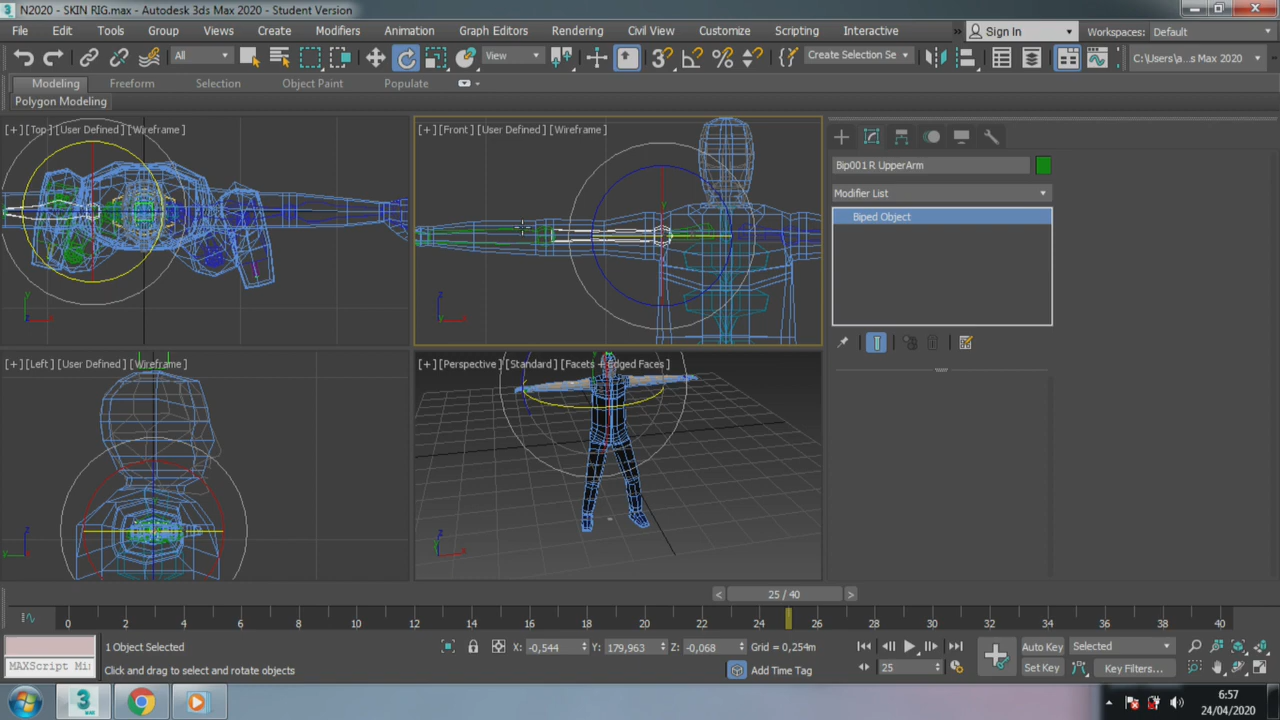 N2020 - SKIN RIG.max - Autodesk 3ds Max 2020 - Student Version
File Edit Tools Group Views Create Modifiers Animation Graph Editors Rendering Civil View Customize Scripting Interactive » Sign In Workspaces: Default
All View Create Selection Se C:\Users\a...s Max 2020
Modeling Freeform Selection Object Paint Populate
Polygon Modeling
[+] [Top] [User Defined] [Wireframe]
[+] [Front] [User Defined] [Wireframe]
Bip001 R UpperArm
Modifier List
Biped Object
[+] [Left] [User Defined] [Wireframe]
[+] [Perspective] [Standard] [Facets + Edged Faces]
< 25 / 40 >
0 2 4 6 8 10 12 14 16 18 20 22 24 26 28 30 32 34 36 38 40
1 Object Selected X: -0,544 Y: 179,963 Z: -0,068 Grid = 0,254m Auto Key Selected
MAXScript Mi Click and drag to select and rotate objects Add Time Tag 25 Set Key Key Filters...
6:57
24/04/2020